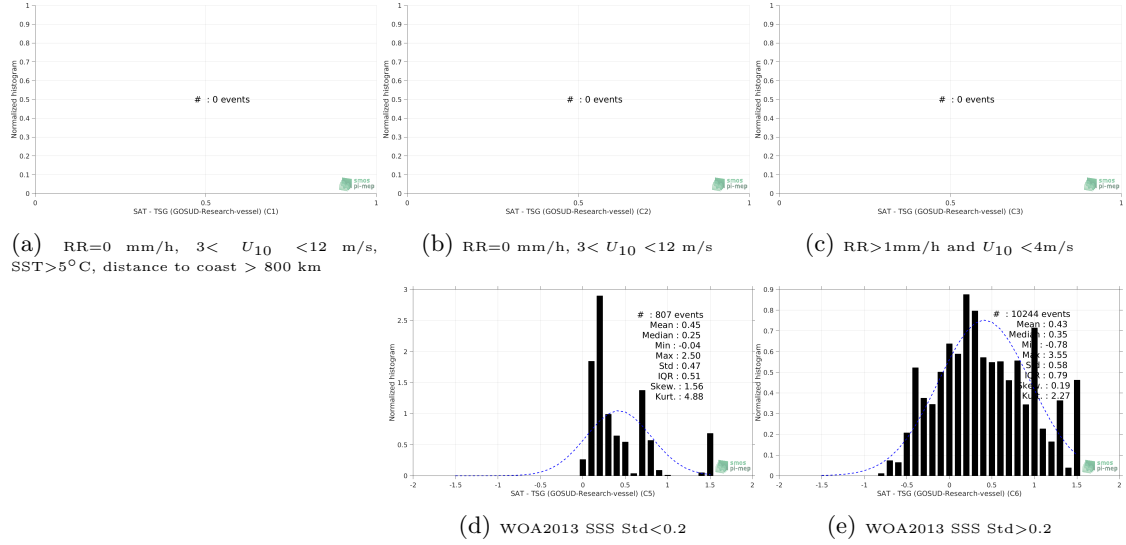 Normalized histogram
1
0.9
0.8
0.7
0.6
0.5
0.4
0.3
0.2
0.1
0
# : 0 events
smos
pi-mep
0 0.5 1
SAT - TSG (GOSUD-Research-vessel) (C1)
Normalized histogram
1
0.9
0.8
0.7
0.6
0.5
0.4
0.3
0.2
0.1
0
# : 0 events
smos
pi-mep
0 0.5 1
SAT - TSG (GOSUD-Research-vessel) (C2)
Normalized histogram
1
0.9
0.8
0.7
0.6
0.5
0.4
0.3
0.2
0.1
0
# : 0 events
smos
pi-mep
0 0.5 1
SAT - TSG (GOSUD-Research-vessel) (C3)
(a) RR=0 mm/h, 3< U10 <12 m/s,
SST>5°C, distance to coast > 800 km
(b) RR=0 mm/h, 3< U10 <12 m/s
(c) RR>1mm/h and U10 <4m/s
Normalized histogram
3
2.5
2
1.5
1
0.5
0
# : 807 events
Mean : 0.45
Median : 0.25
Min : -0.04
Max : 2.50
Std : 0.47
IQR : 0.51
Skew. : 1.56
Kurt. : 4.88
smos
pi-mep
-2 -1.5 -1 -0.5 0 0.5 1 1.5 2
SAT - TSG (GOSUD-Research-vessel) (C5)
Normalized histogram
0.9
0.8
0.7
0.6
0.5
0.4
0.3
0.2
0.1
0
# : 10244 events
Mean : 0.43
Median : 0.35
Min : -0.78
Max : 3.55
Std : 0.58
IQR : 0.79
Skew. : 0.19
Kurt. : 2.27
smos
pi-mep
-2 -1.5 -1 -0.5 0 0.5 1 1.5 2
SAT - TSG (GOSUD-Research-vessel) (C6)
(d) WOA2013 SSS Std<0.2
(e) WOA2013 SSS Std>0.2